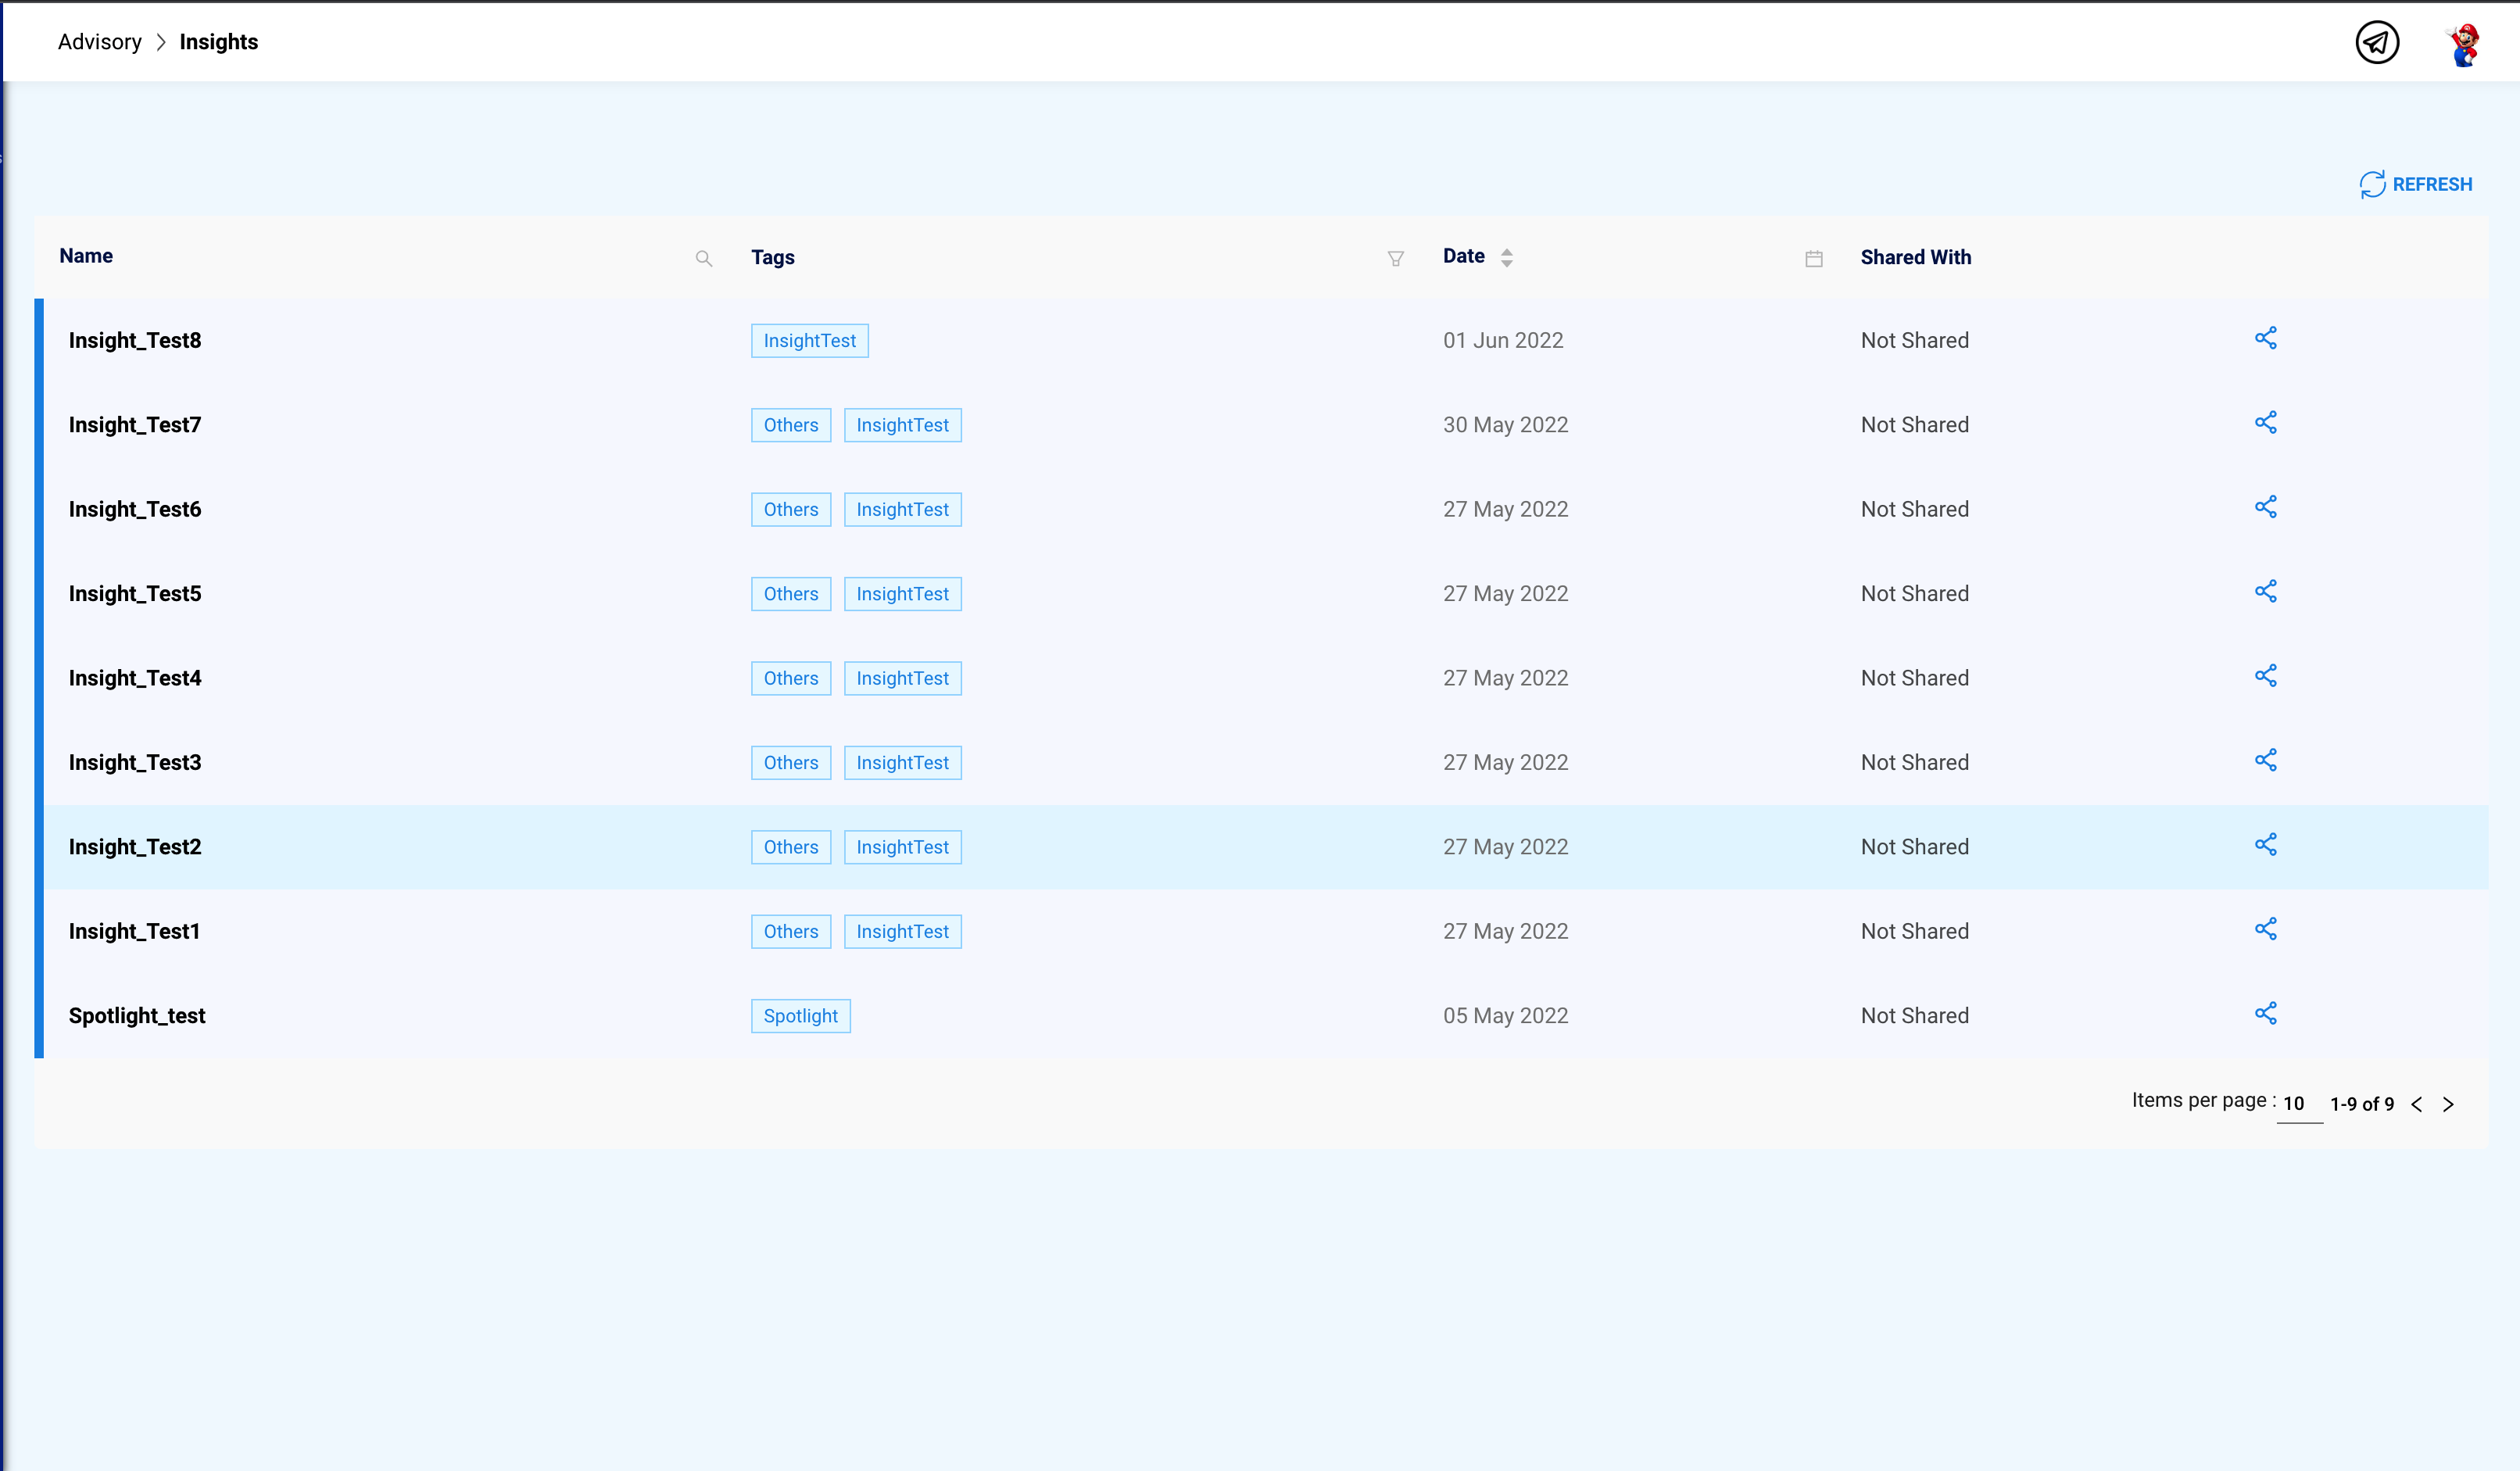 Advisory > Insights
REFRESH
Name Tags Date Shared With
Insight_Test8 InsightTest 01 Jun 2022 Not Shared
Insight_Test7 Others InsightTest 30 May 2022 Not Shared
Insight_Test6 Others InsightTest 27 May 2022 Not Shared
Insight_Test5 Others InsightTest 27 May 2022 Not Shared
Insight_Test4 Others InsightTest 27 May 2022 Not Shared
Insight_Test3 Others InsightTest 27 May 2022 Not Shared
Insight_Test2 Others InsightTest 27 May 2022 Not Shared
Insight_Test1 Others InsightTest 27 May 2022 Not Shared
Spotlight_test Spotlight 05 May 2022 Not Shared
Items per page : 10 1-9 of 9 < >